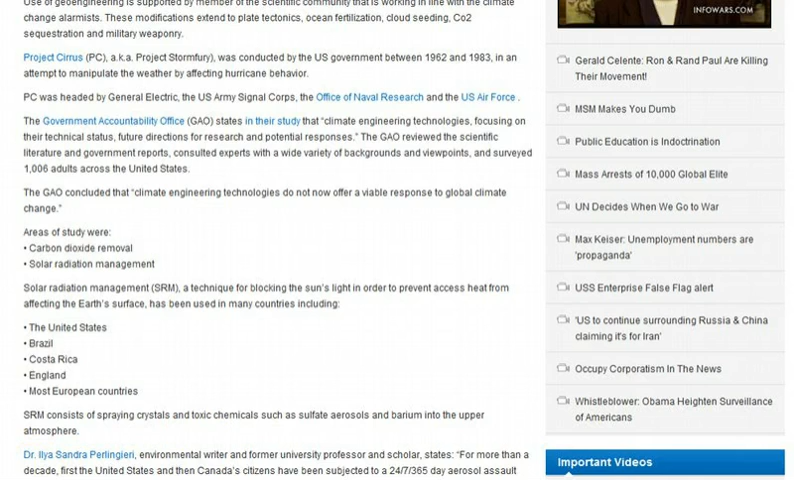 Use of geoengineering is supported by member of the scientific community that is working in line with the climate
change alarmists. These modifications extend to plate tectonics, ocean fertilization, cloud seeding, Co2
sequestration and military weaponry.
Project Cirrus (PC), a.k.a. Project Stormfury), was conducted by the US government between 1962 and 1983, in an
attempt to manipulate the weather by affecting hurricane behavior.
PC was headed by General Electric, the US Army Signal Corps, the Office of Naval Research and the US Air Force .
The Government Accountability Office (GAO) states in their study that “climate engineering technologies, focusing on
their technical status, future directions for research and potential responses.” The GAO reviewed the scientific
literature and government reports, consulted experts with a wide variety of backgrounds and viewpoints, and surveyed
1,006 adults across the United States.
The GAO concluded that “climate engineering technologies do not now offer a viable response to global climate
change.”
Areas of study were:
• Carbon dioxide removal
• Solar radiation management
Solar radiation management (SRM), a technique for blocking the sun’s light in order to prevent access heat from
affecting the Earth’s surface, has been used in many countries including:
• The United States
• Brazil
• Costa Rica
• England
• Most European countries
SRM consists of spraying crystals and toxic chemicals such as sulfate aerosols and barium into the upper
atmosphere.
Dr. Ilya Sandra Perlingieri, environmental writer and former university professor and scholar, states: “For more than a
decade, first the United States and then Canada’s citizens have been subjected to a 24/7/365 day aerosol assault
INFOWARS.COM
Gerald Celente: Ron & Rand Paul Are Killing
Their Movement!
MSM Makes You Dumb
Public Education is Indoctrination
Mass Arrests of 10,000 Global Elite
UN Decides When We Go to War
Max Keiser: Unemployment numbers are
'propaganda'
USS Enterprise False Flag alert
'US to continue surrounding Russia & China
claiming it's for Iran'
Occupy Corporatism In The News
Whistleblower: Obama Heighten Surveillance
of Americans
Important Videos